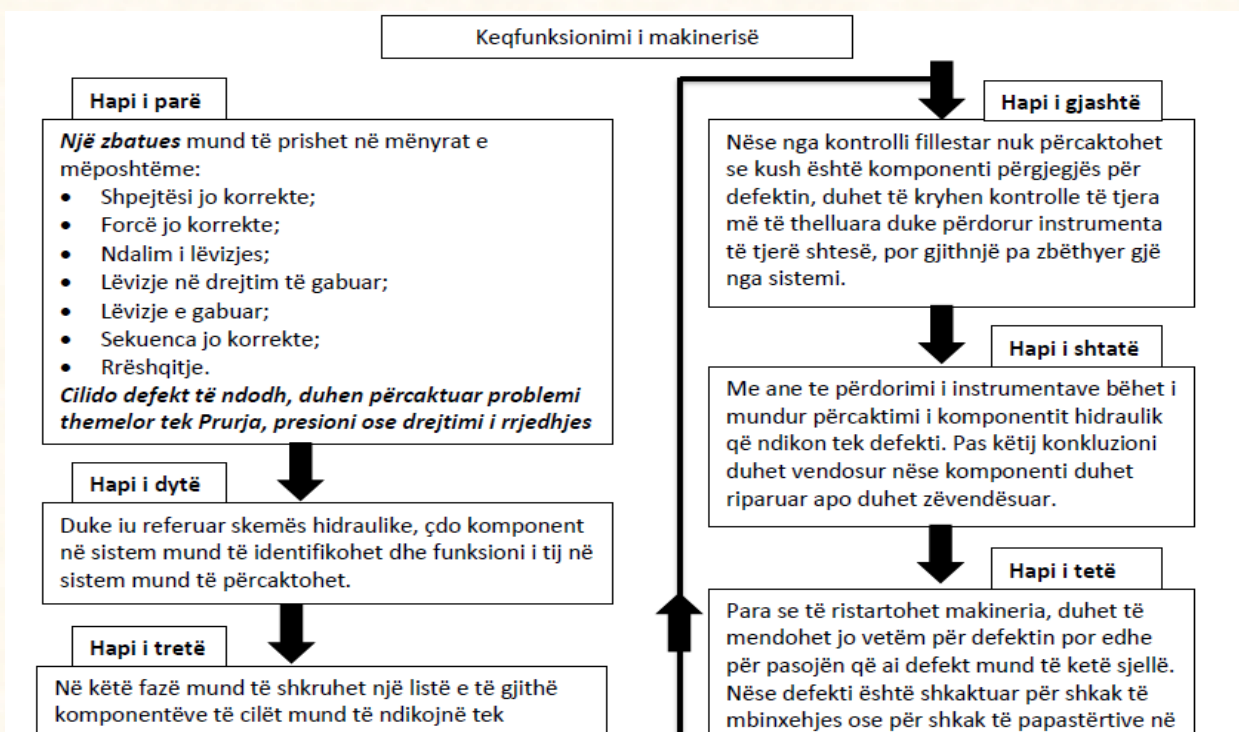 Keqfunksionimi i makinerisë
Hapi i parë
Një zbatues mund të prishet në mënyrat e
mëposhtëme:
• Shpejtësi jo korrekte;
• Forcë jo korrekte;
• Ndalim i lëvizjes;
• Lëvizje në drejtim të gabuar;
• Lëvizje e gabuar;
• Sekuenca jo korrekte;
• Rrëshqitje.
Cilido defekt të ndodh, duhen përcaktuar problemi
themelor tek Prurja, presioni ose drejtimi i rrjedhjes
Hapi i dytë
Duke iu referuar skemës hidraulike, çdo komponent
në sistem mund të identifikohet dhe funksioni i tij në
sistem mund të përcaktohet.
Hapi i tretë
Në këtë fazë mund të shkruhet një listë e të gjithë
komponentëve të cilët mund të ndikojnë tek
Hapi i gjashtë
Nëse nga kontrolli fillestar nuk përcaktohet
se kush është komponenti përgjegjës për
defektin, duhet të kryhen kontrolle të tjera
më të thelluara duke përdorur instrumenta
të tjerë shtesë, por gjithnjë pa zbëthyer gjë
nga sistemi.
Hapi i shtatë
Me ane te përdorimi i instrumentave bëhet i
mundur përcaktimi i komponentit hidraulik
që ndikon tek defekti. Pas këtij konkluzioni
duhet vendosur nëse komponenti duhet
riparuar apo duhet zëvendësuar.
Hapi i tetë
Para se të ristartohet makineria, duhet të
mendohet jo vetëm për defektin por edhe
për pasojën që ai defekt mund të ketë sjellë.
Nëse defekti është shkaktuar për shkak të
mbinxehjes ose për shkak të papastërtive në